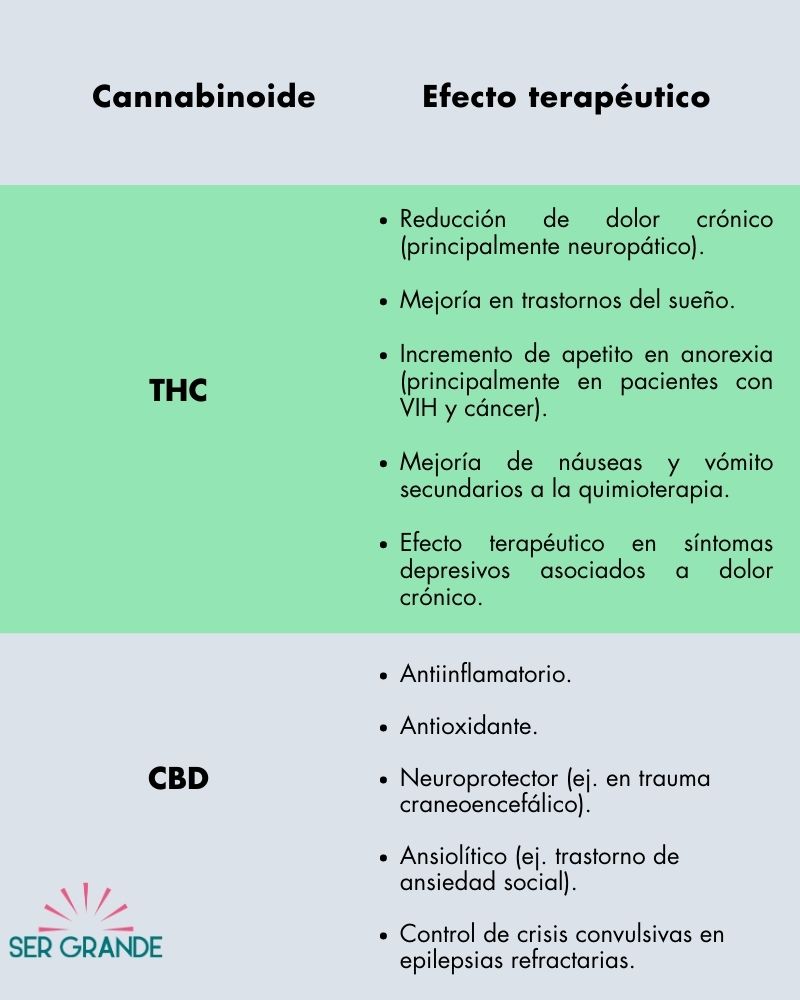 Cannabinoide
Efecto terapéutico
THC
• Reducción de dolor crónico
(principalmente neuropático).
• Mejoría en trastornos del sueño.
• Incremento de apetito en anorexia
(principalmente en pacientes con
VIH y cáncer).
• Mejoría de náuseas y vómito
secundarios a la quimioterapia.
• Efecto terapéutico en síntomas
depresivos asociados a dolor
crónico.
CBD
• Antiinflamatorio.
• Antioxidante.
• Neuroprotector (ej. en trauma
craneoencefálico).
• Ansiolítico (ej. trastorno de
ansiedad social).
• Control de crisis convulsivas en
epilepsias refractarias.
SER GRANDE